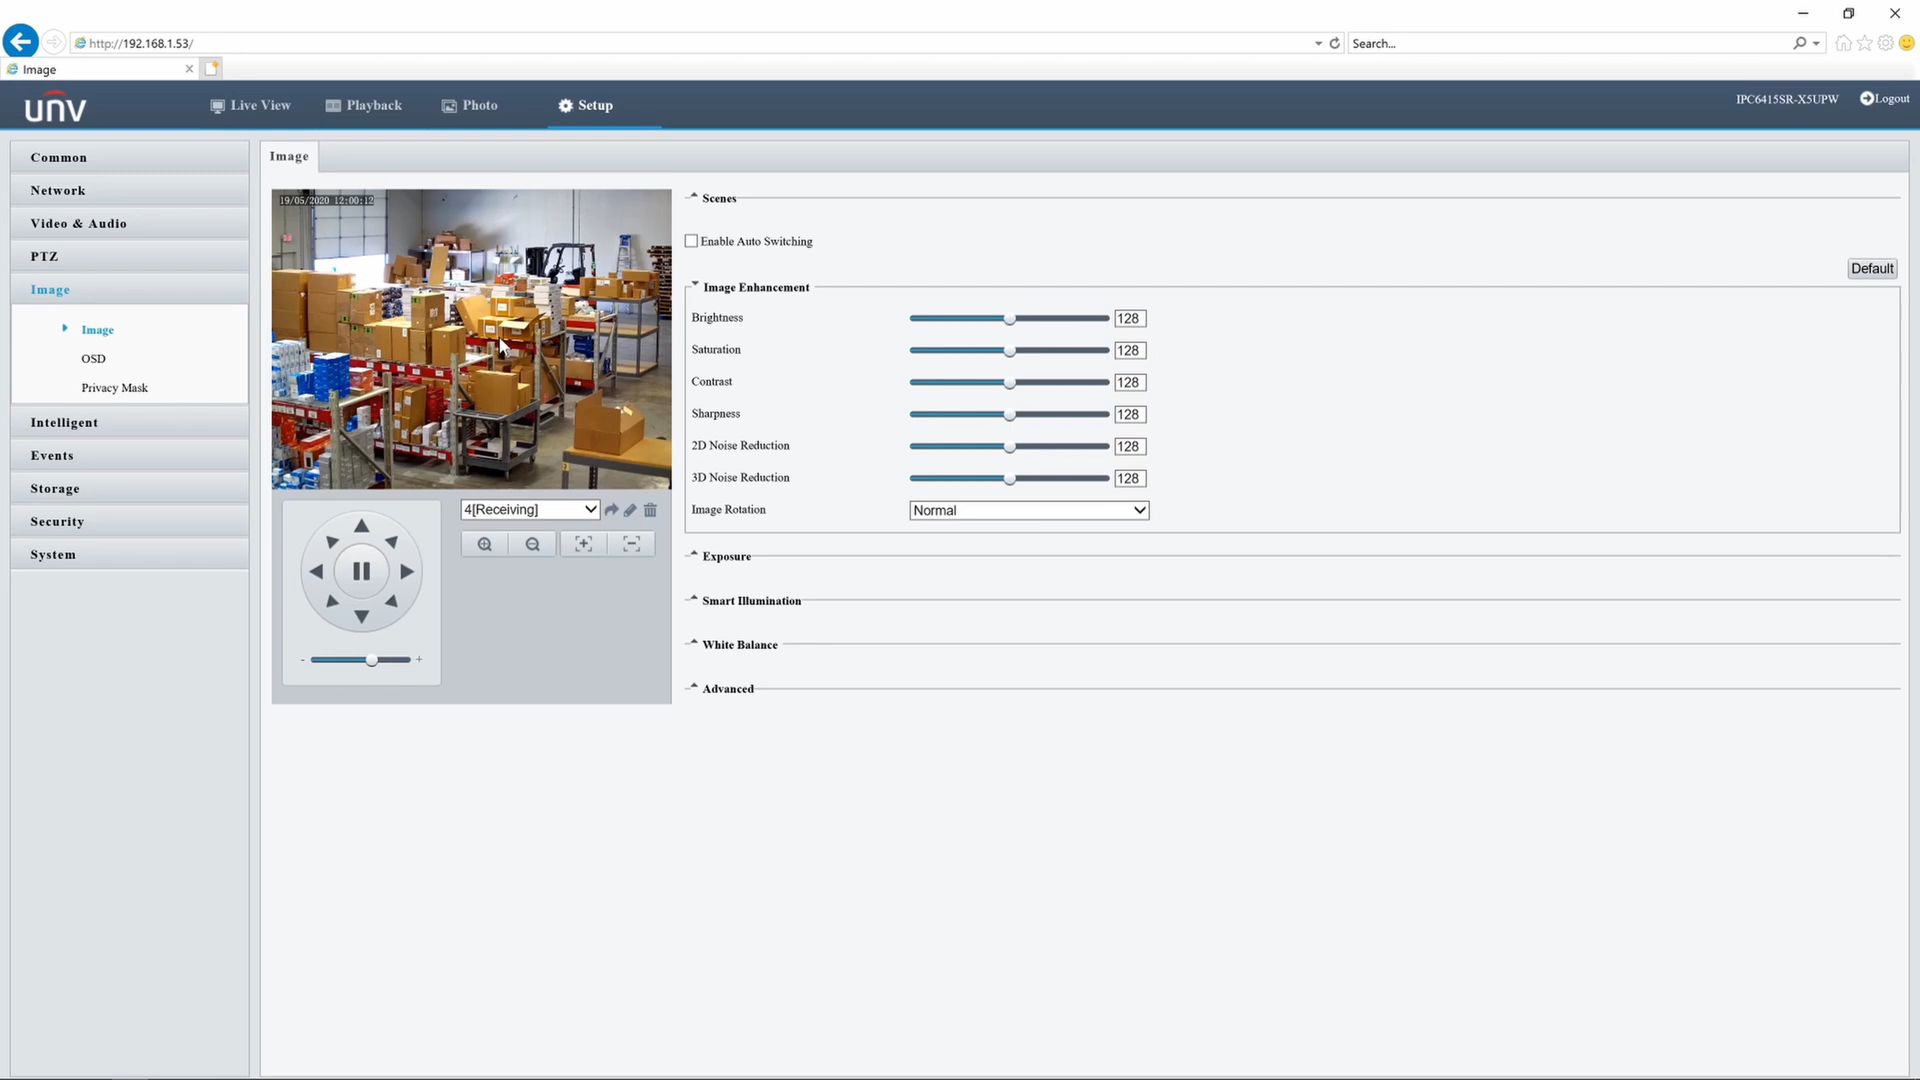 http://192.168.1.53/
Search...
Image
unv
Live View
Playback
Photo
Setup
IPC6415SR-X5UPW
Logout
Common
Network
Video & Audio
PTZ
Image
Image
OSD
Privacy Mask
Intelligent
Events
Storage
Security
System
Image
19/05/2020 12:00:12
4[Receiving]
- +
Scenes
Enable Auto Switching
Default
Image Enhancement
Brightness 128
Saturation 128
Contrast 128
Sharpness 128
2D Noise Reduction 128
3D Noise Reduction 128
Image Rotation Normal
Exposure
Smart Illumination
White Balance
Advanced